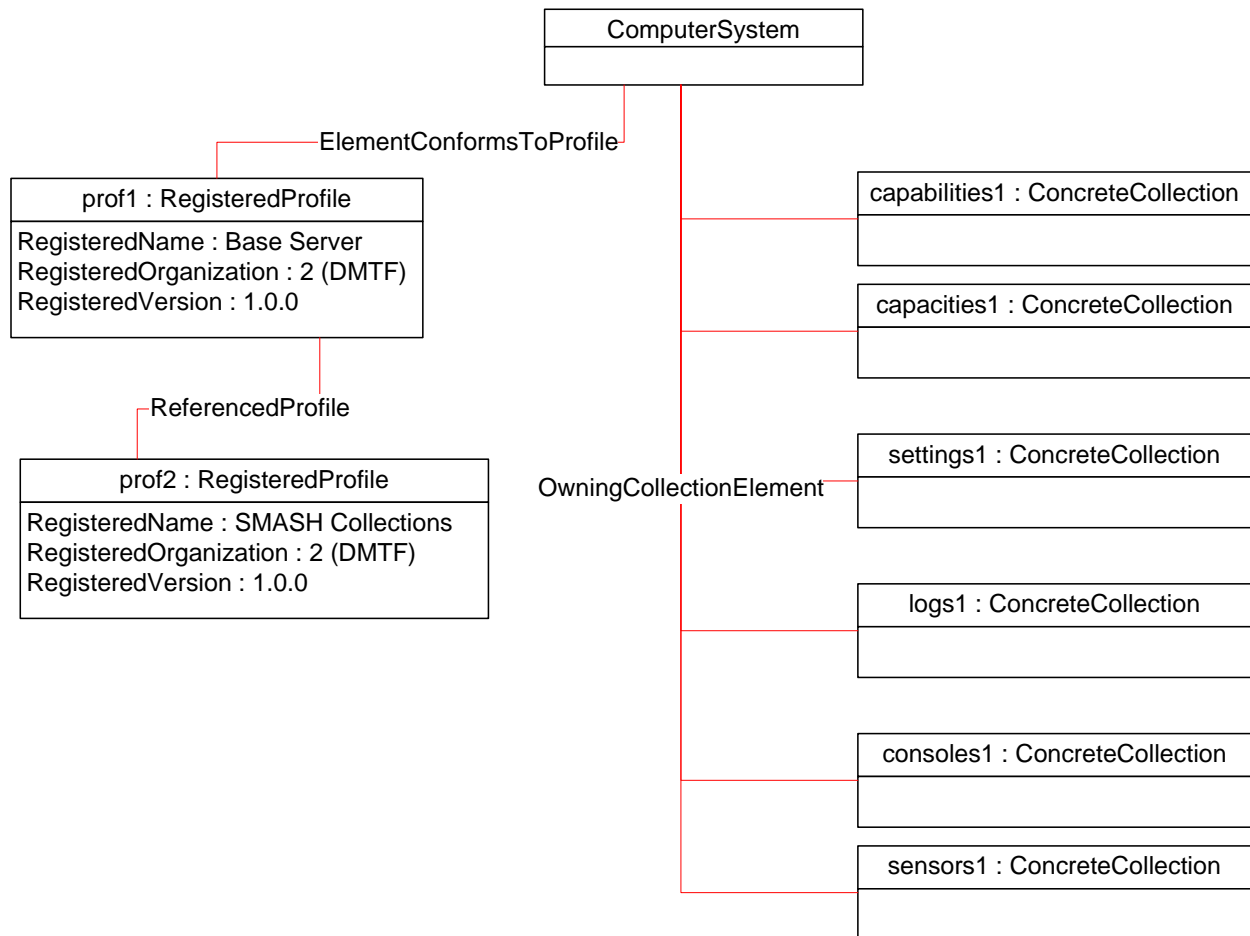 ComputerSystem
ElementConformsToProfile
prof1 : RegisteredProfile
RegisteredName : Base Server
RegisteredOrganization : 2 (DMTF)
RegisteredVersion : 1.0.0
ReferencedProfile
prof2 : RegisteredProfile
RegisteredName : SMASH Collections
RegisteredOrganization : 2 (DMTF)
RegisteredVersion : 1.0.0
OwningCollectionElement
capabilities1 : ConcreteCollection
capacities1 : ConcreteCollection
settings1 : ConcreteCollection
logs1 : ConcreteCollection
consoles1 : ConcreteCollection
sensors1 : ConcreteCollection